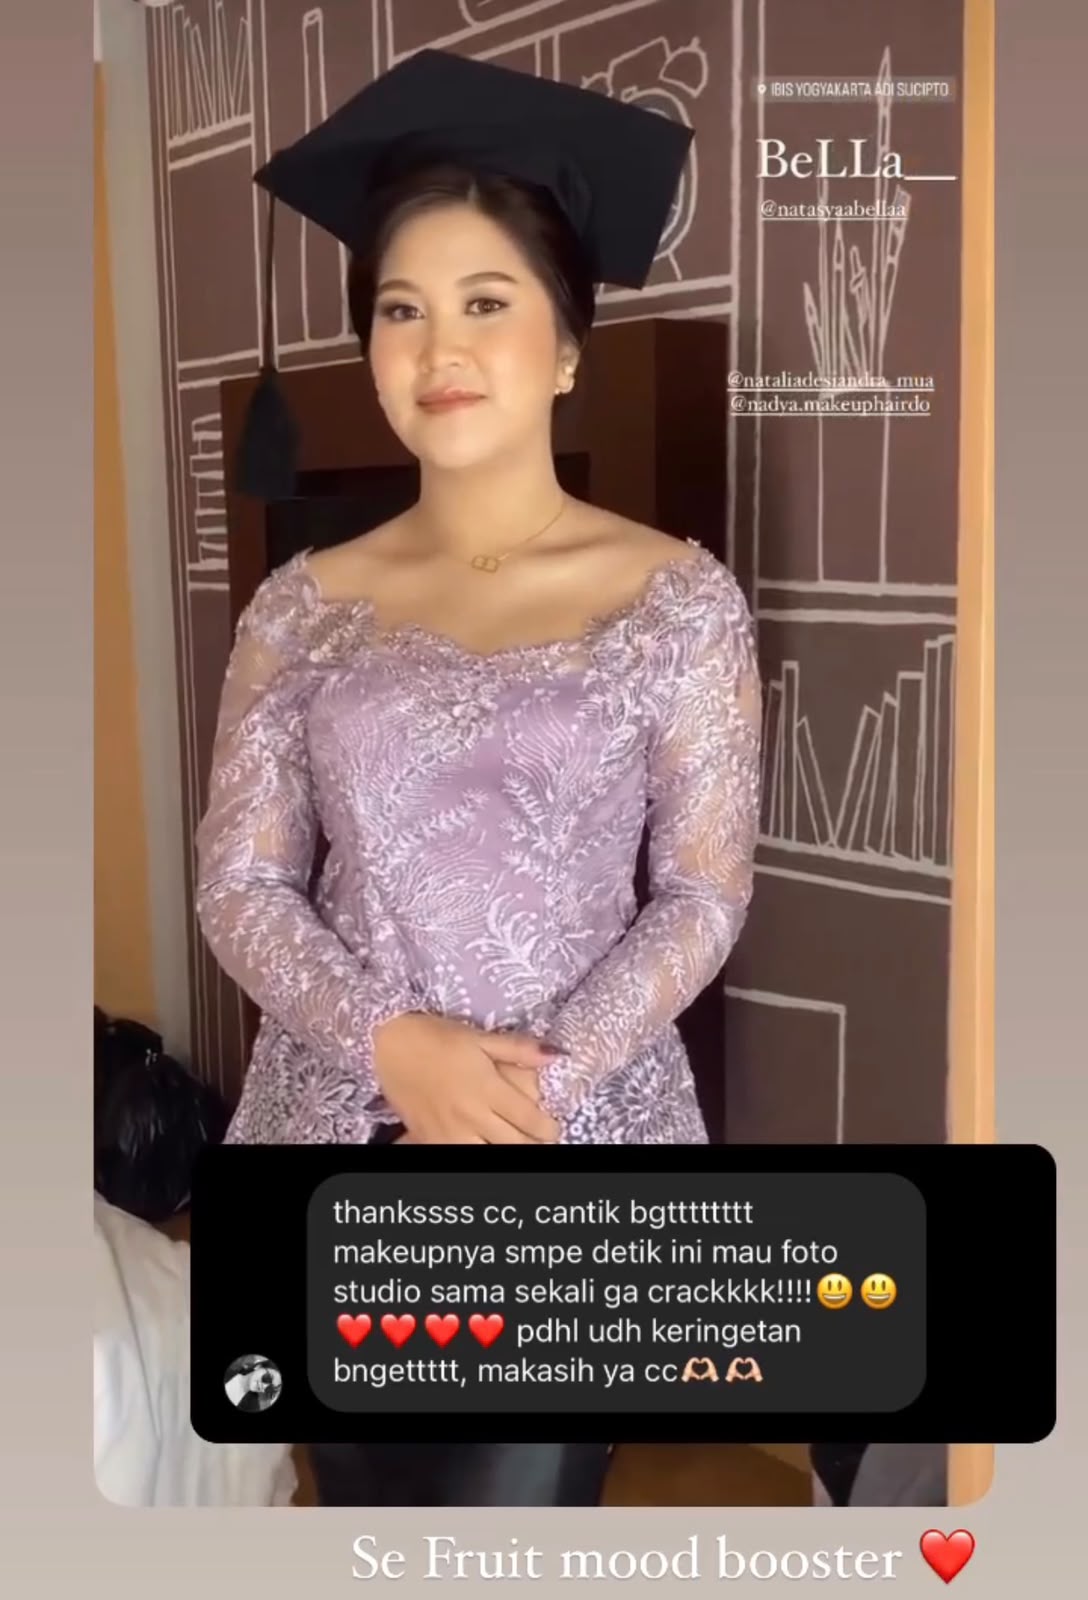 IBIS YOGYAKARTA ADI SUCIPTO
BeLLa__
@natasyaabellaa
@nataliadesiandra_mua
@nadya.makeuphairdo
thankssss cc, cantik bgtttttttt
makeupnya smpe detik ini mau foto
studio sama sekali ga crackkkk!!!!😃😃
❤️❤️❤️❤️ pdhl udh keringetan
bngettttt, makasih ya cc🫶🏻🫶🏻
Se Fruit mood booster ❤️